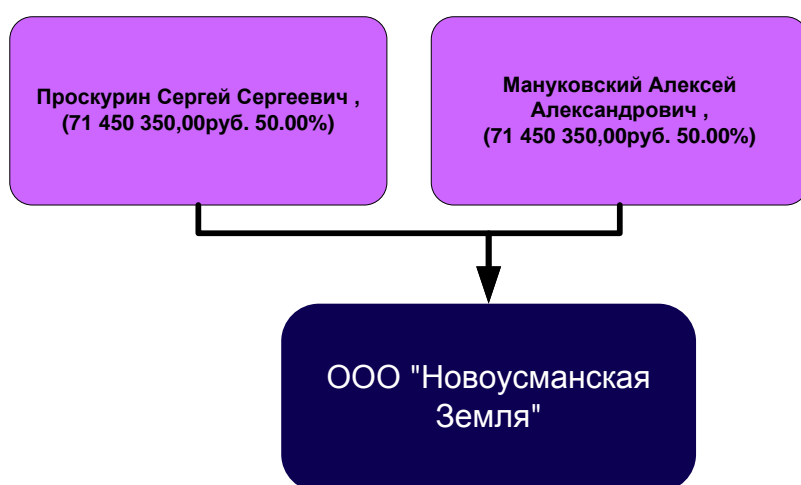 Проскурин Сергей Сергеевич ,
(71 450 350,00руб. 50.00%)
Мануковский Алексей
Александрович ,
(71 450 350,00руб. 50.00%)
ООО "Новоусманская
Земля"